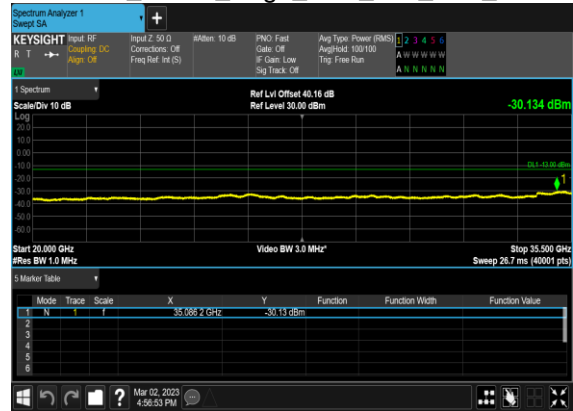 Spectrum Analyzer 1
Swept SA
+
KEYSIGHT Input: RF Input Z: 50 Ω #Atten: 10 dB PNO: Fast Avg Type: Power (RMS) 1 2 3 4 5 6
R T Coupling: DC Corrections: Off Gate: Off Avg|Hold: 100/100 A W W W W W
Align: Off Freq Ref: Int (S) IF Gain: Low Trig: Free Run
Sig Track: Off A N N N N N
1 Spectrum
Ref Lvl Offset 40.16 dB
Scale/Div 10 dB Ref Level 30.00 dBm -30.134 dBm
Log
20.0
10.0
0.00
-10.0
DL1 -13.00 dBm
-20.0
1
-30.0
-40.0
-50.0
-60.0
Start 20.000 GHz Video BW 3.0 MHz* Stop 35.500 GHz
#Res BW 1.0 MHz Sweep 26.7 ms (40001 pts)
5 Marker Table
Mode Trace Scale X Y Function Function Width Function Value
1 N 1 f 35.086 2 GHz -30.13 dBm
2
3
4
5
6
? Mar 02, 2023
4:56:53 PM